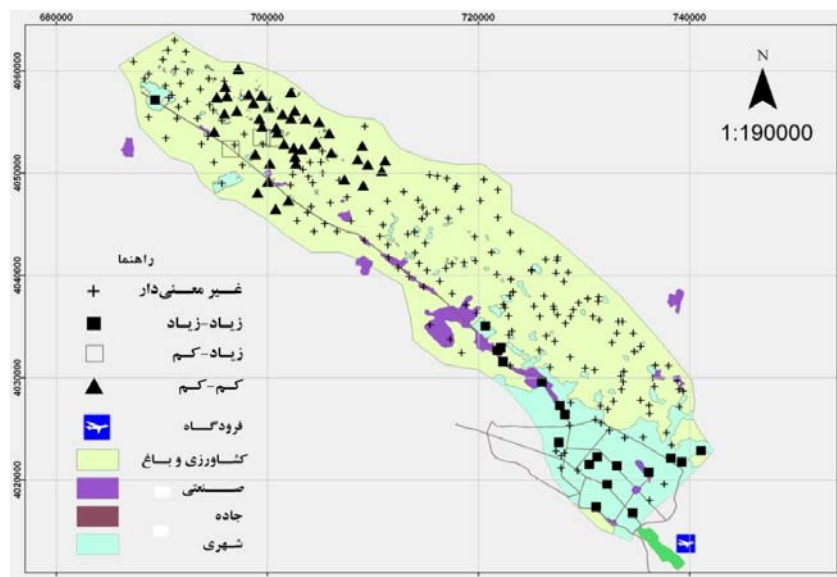 680000 700000 720000 740000
4060000
4050000
4040000
4030000
4020000
N
1:190000
راهنما
غیر معنی‌دار
زیاد-زیاد
زیاد-کم
کم-کم
فرودگاه
کشاورزی و باغ
صنعتی
جاده
شهری